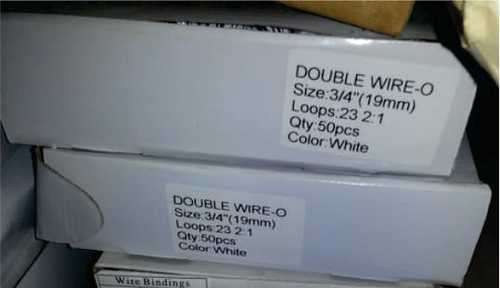 DOUBLE WIRE-O
Size:3/4"(19mm)
Loops:23 2:1
Qty:50pcs
Color:White
DOUBLE WIRE-O
Size:3/4"(19mm)
Loops:23 2:1
Qty:50pcs
Color:White
Wire Bindings